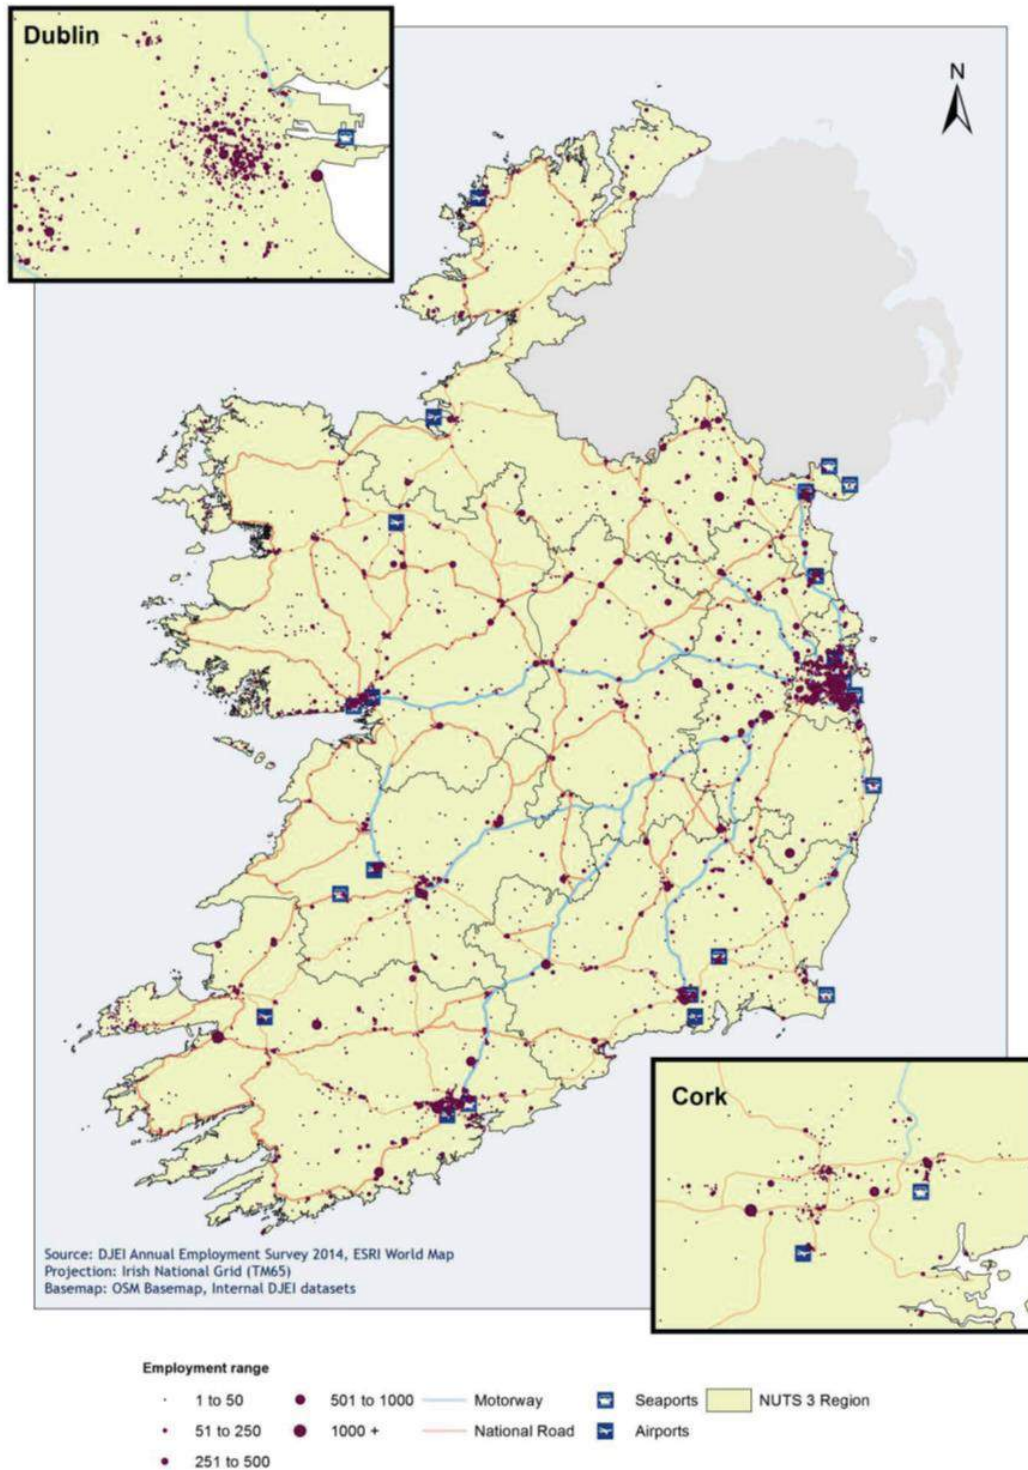 Dublin
N
Cork
Source: DJEI Annual Employment Survey 2014, ESRI World Map
Projection: Irish National Grid (TM65)
Basemap: OSM Basemap, Internal DJEI datasets
Employment range
1 to 50
501 to 1000
Motorway
Seaports
NUTS 3 Region
51 to 250
1000 +
National Road
Airports
251 to 500